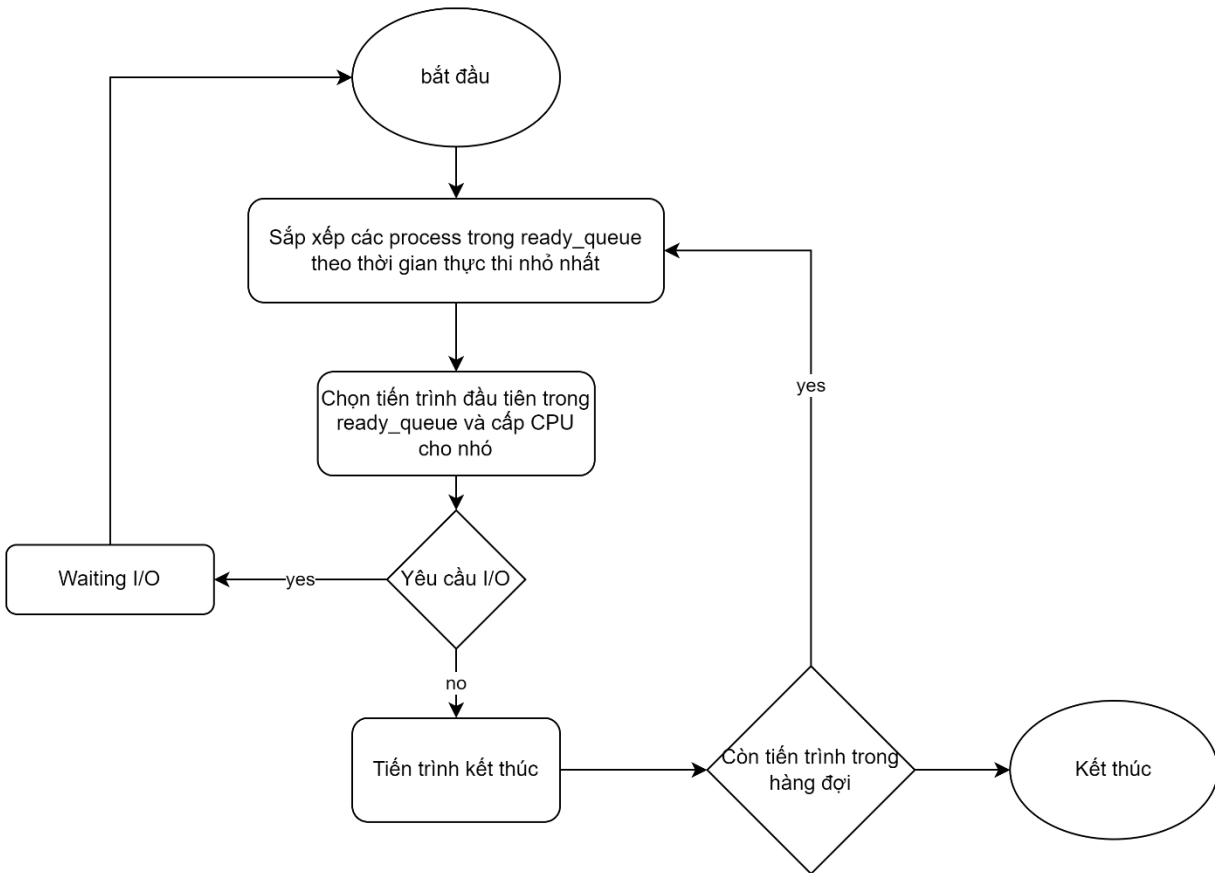 bắt đầu
Sắp xếp các process trong ready_queue
theo thời gian thực thi nhỏ nhất
Chọn tiến trình đầu tiên trong
ready_queue và cấp CPU
cho nhó
yes
Waiting I/O
yes
Yêu cầu I/O
no
Tiến trình kết thúc
Còn tiến trình trong
hàng đợi
Kết thúc